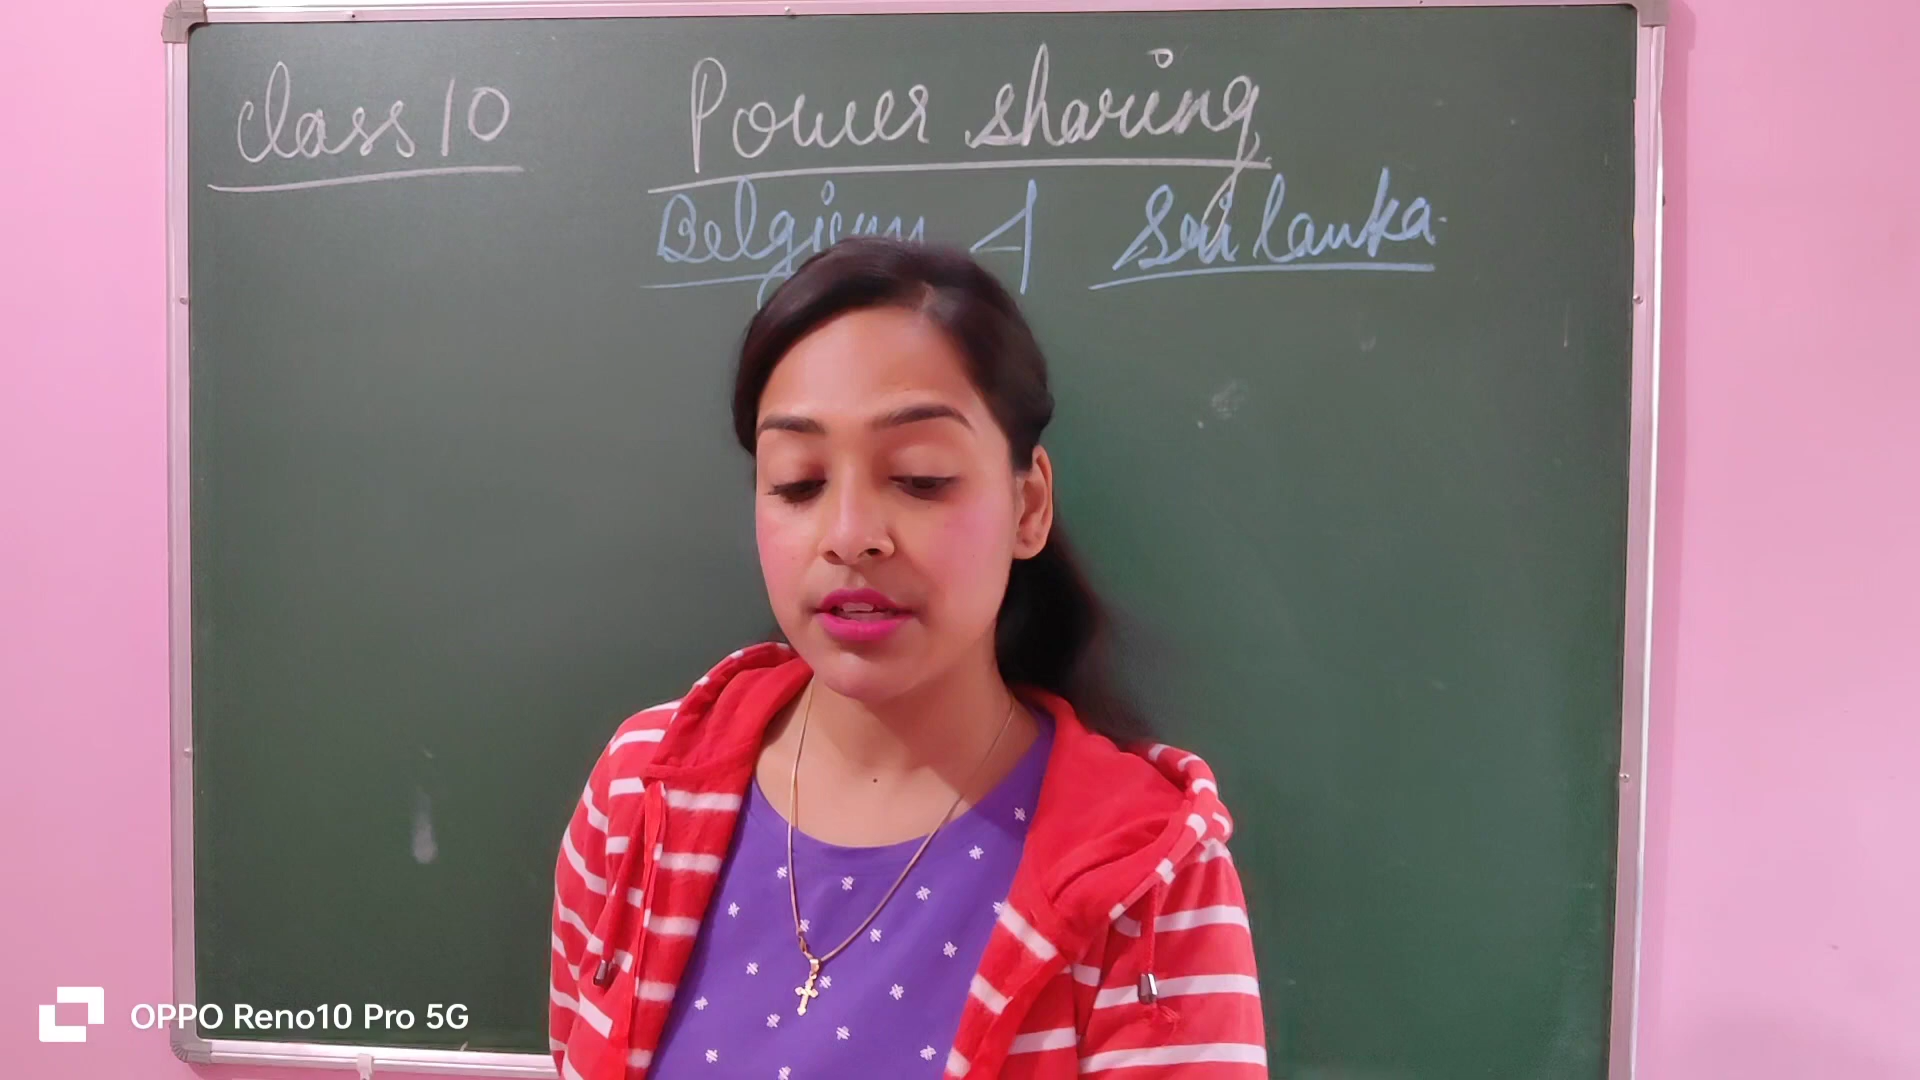 class 10
Power sharing
Belgium & Sri lanka.
OPPO Reno10 Pro 5G